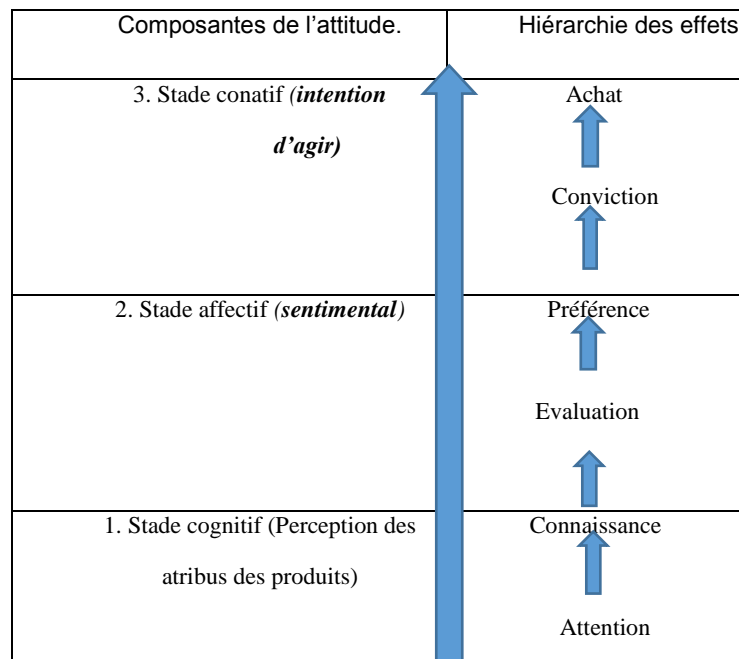 Composantes de l'attitude.
Hiérarchie des effets
3. Stade conatif (intention
d'agir)
Achat
Conviction
2. Stade affectif (sentimental)
Préférence
Evaluation
1. Stade cognitif (Perception des
atribus des produits)
Connaissance
Attention